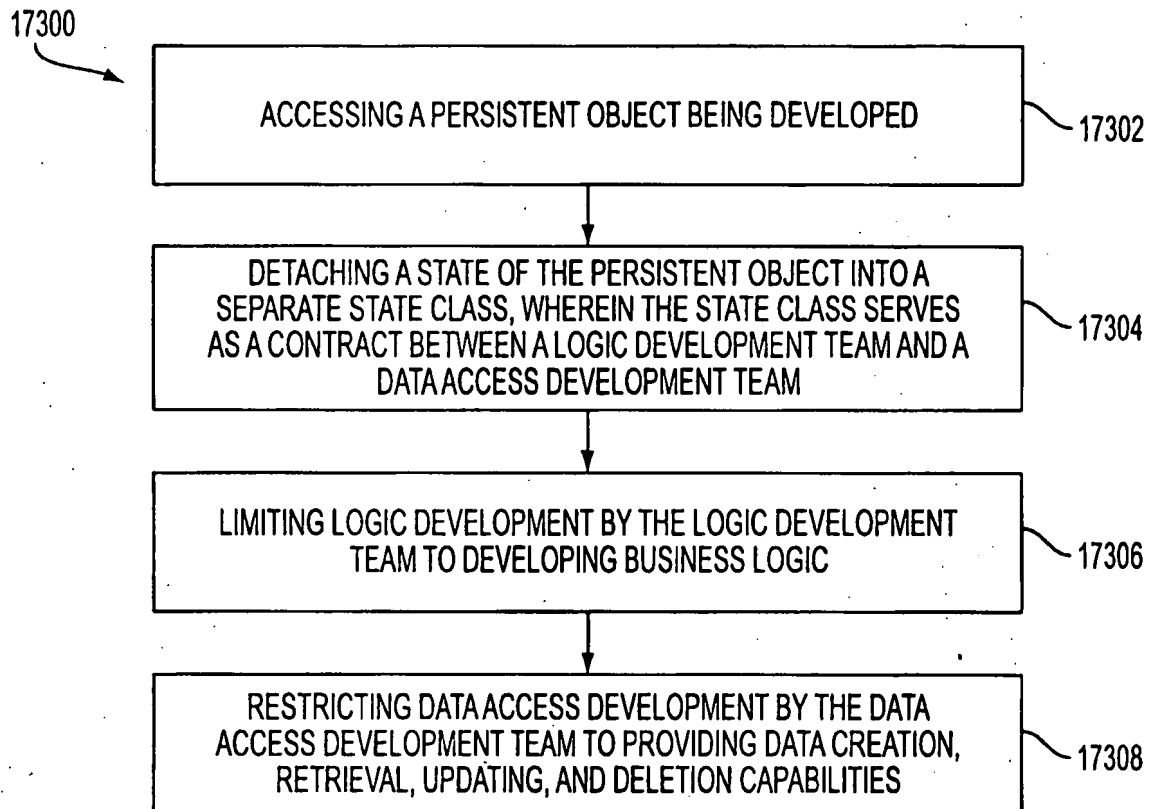 17300
ACCESSING A PERSISTENT OBJECT BEING DEVELOPED
17302
DETACHING A STATE OF THE PERSISTENT OBJECT INTO A
SEPARATE STATE CLASS, WHEREIN THE STATE CLASS SERVES
AS A CONTRACT BETWEEN A LOGIC DEVELOPMENT TEAM AND A
DATA ACCESS DEVELOPMENT TEAM
17304
LIMITING LOGIC DEVELOPMENT BY THE LOGIC DEVELOPMENT
TEAM TO DEVELOPING BUSINESS LOGIC
17306
RESTRICTING DATA ACCESS DEVELOPMENT BY THE DATA
ACCESS DEVELOPMENT TEAM TO PROVIDING DATA CREATION,
RETRIEVAL, UPDATING, AND DELETION CAPABILITIES
17308